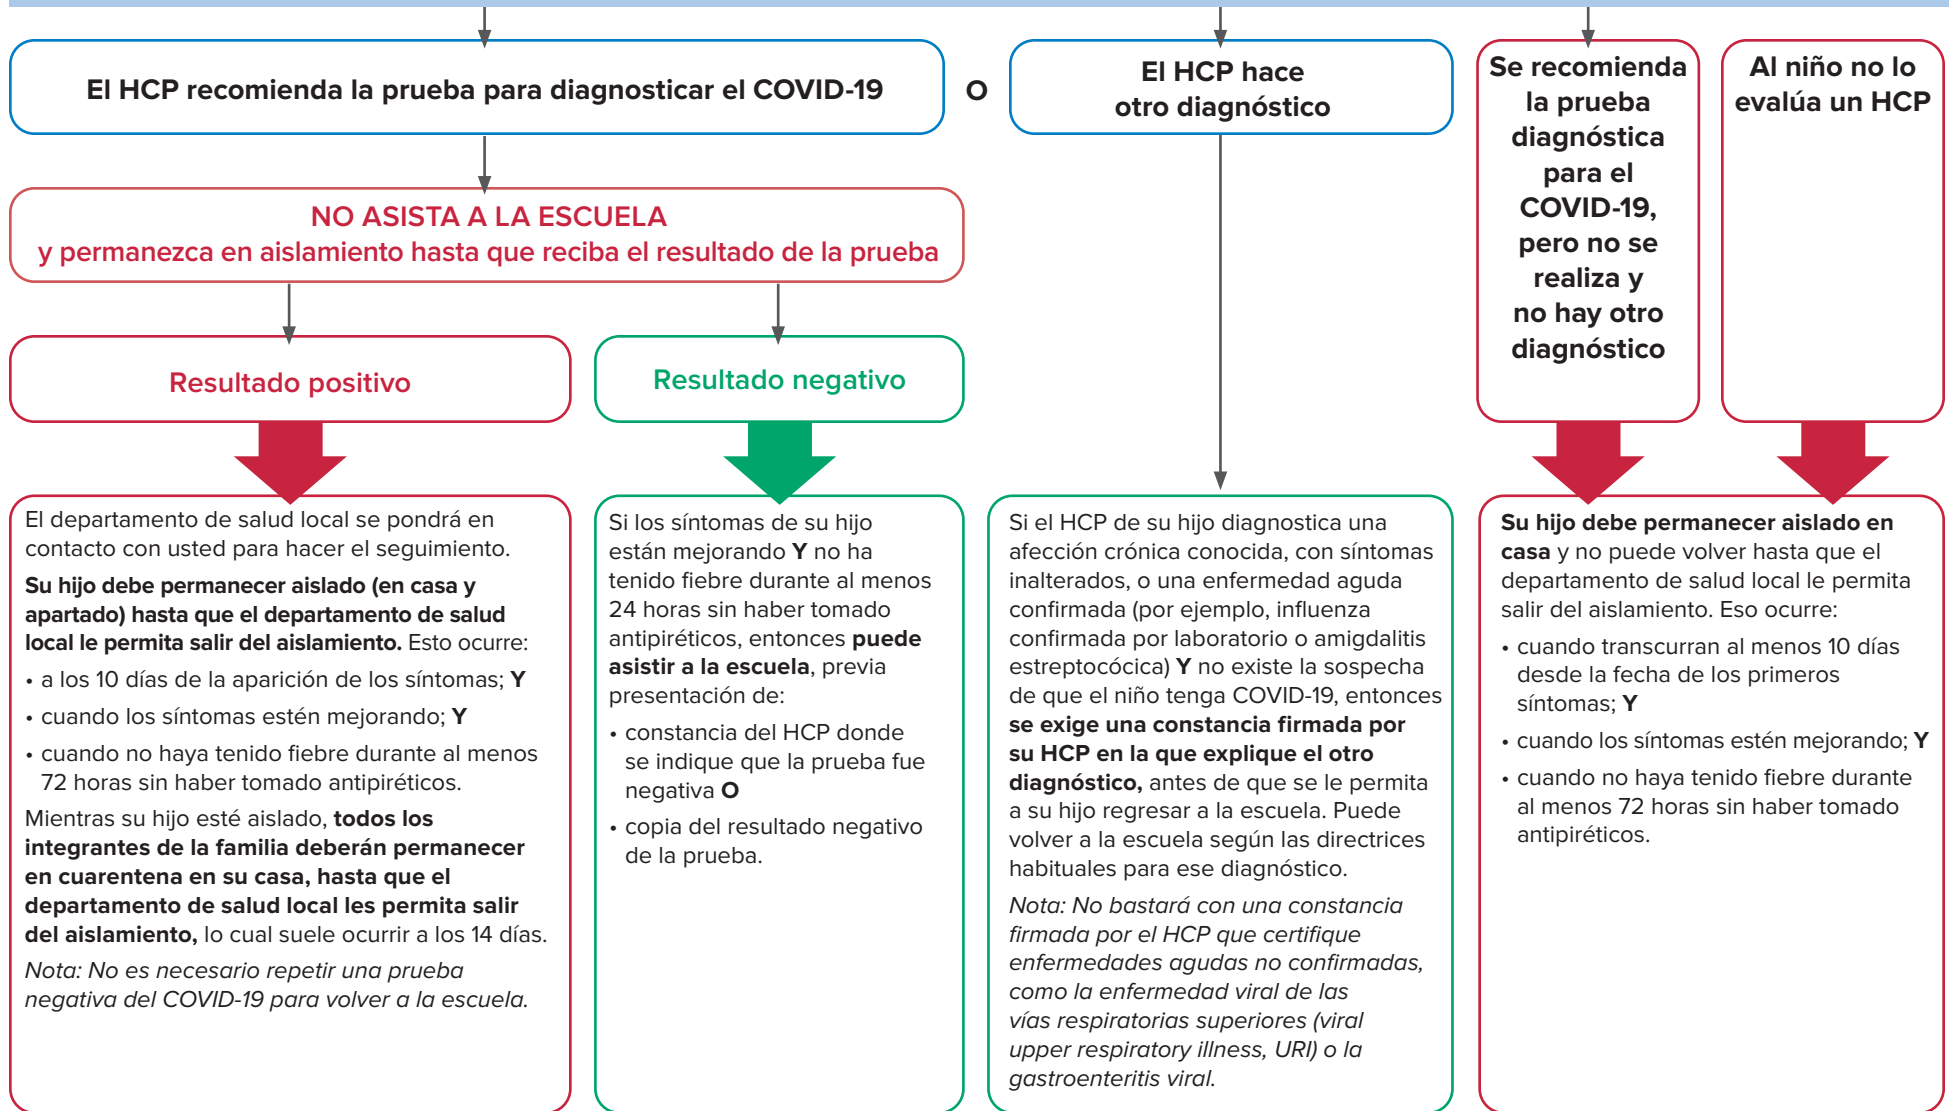 El HCP recomienda la prueba para diagnosticar el COVID-19
O
El HCP hace
otro diagnóstico
Se recomienda
la prueba
diagnóstica
para el
COVID-19,
pero no se
realiza y
no hay otro
diagnóstico
Al niño no lo
evalúa un HCP
NO ASISTA A LA ESCUELA
y permanezca en aislamiento hasta que reciba el resultado de la prueba
Resultado positivo
Resultado negativo
El departamento de salud local se pondrá en
contacto con usted para hacer el seguimiento.
Su hijo debe permanecer aislado (en casa y
apartado) hasta que el departamento de salud
local le permita salir del aislamiento. Esto ocurre:
• a los 10 días de la aparición de los síntomas; Y
• cuando los síntomas estén mejorando; Y
• cuando no haya tenido fiebre durante al menos
72 horas sin haber tomado antipiréticos.
Mientras su hijo esté aislado, todos los
integrantes de la familia deberán permanecer
en cuarentena en su casa, hasta que el
departamento de salud local les permita salir
del aislamiento, lo cual suele ocurrir a los 14 días.
Nota: No es necesario repetir una prueba
negativa del COVID-19 para volver a la escuela.
Si los síntomas de su hijo
están mejorando Y no ha
tenido fiebre durante al menos
24 horas sin haber tomado
antipiréticos, entonces puede
asistir a la escuela, previa
presentación de:
• constancia del HCP donde
se indique que la prueba fue
negativa O
• copia del resultado negativo
de la prueba.
Si el HCP de su hijo diagnostica una
afección crónica conocida, con síntomas
inalterados, o una enfermedad aguda
confirmada (por ejemplo, influenza
confirmada por laboratorio o amigdalitis
estreptocócica) Y no existe la sospecha
de que el niño tenga COVID-19, entonces
se exige una constancia firmada por
su HCP en la que explique el otro
diagnóstico, antes de que se le permita
a su hijo regresar a la escuela. Puede
volver a la escuela según las directrices
habituales para ese diagnóstico.
Nota: No bastará con una constancia
firmada por el HCP que certifique
enfermedades agudas no confirmadas,
como la enfermedad viral de las
vías respiratorias superiores (viral
upper respiratory illness, URI) o la
gastroenteritis viral.
Su hijo debe permanecer aislado en
casa y no puede volver hasta que el
departamento de salud local le permita
salir del aislamiento. Eso ocurre:
• cuando transcurran al menos 10 días
desde la fecha de los primeros
síntomas; Y
• cuando los síntomas estén mejorando; Y
• cuando no haya tenido fiebre durante
al menos 72 horas sin haber tomado
antipiréticos.